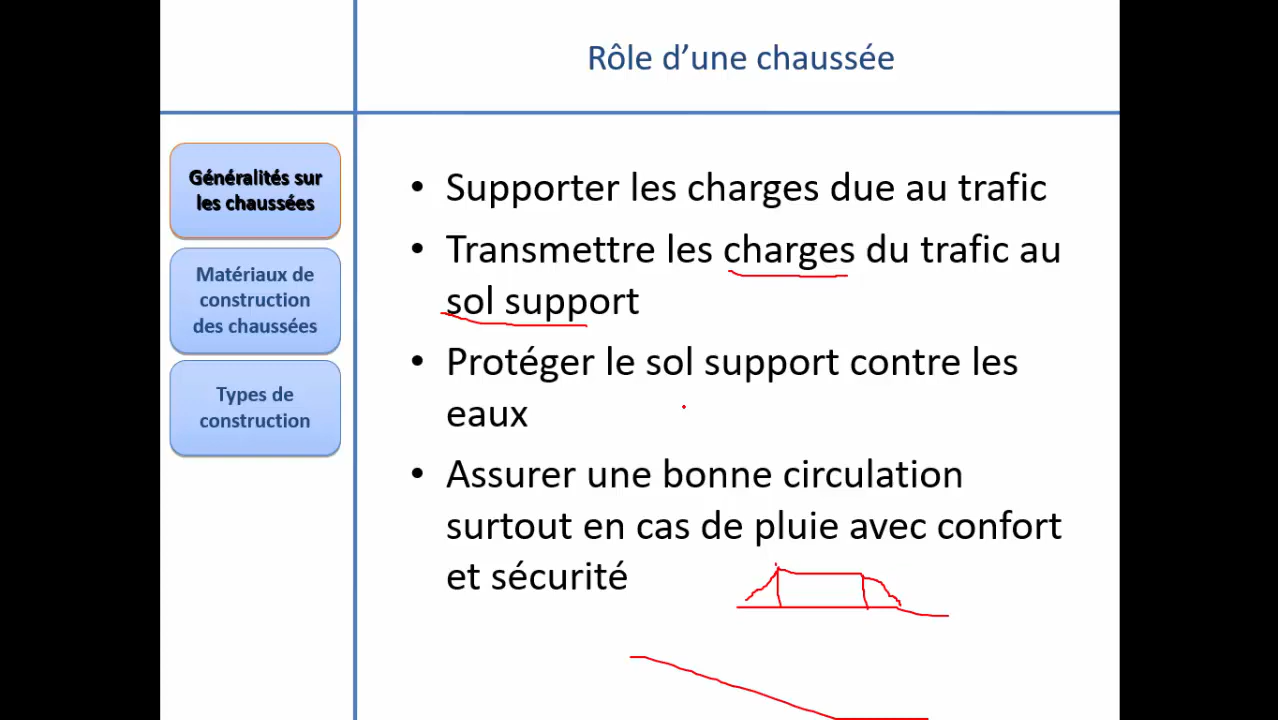 Rôle d’une chaussée
Généralités sur
les chaussées
Matériaux de
construction
des chaussées
Types de
construction
• Supporter les charges due au trafic
• Transmettre les charges du trafic au
sol support
• Protéger le sol support contre les
eaux
• Assurer une bonne circulation
surtout en cas de pluie avec confort
et sécurité